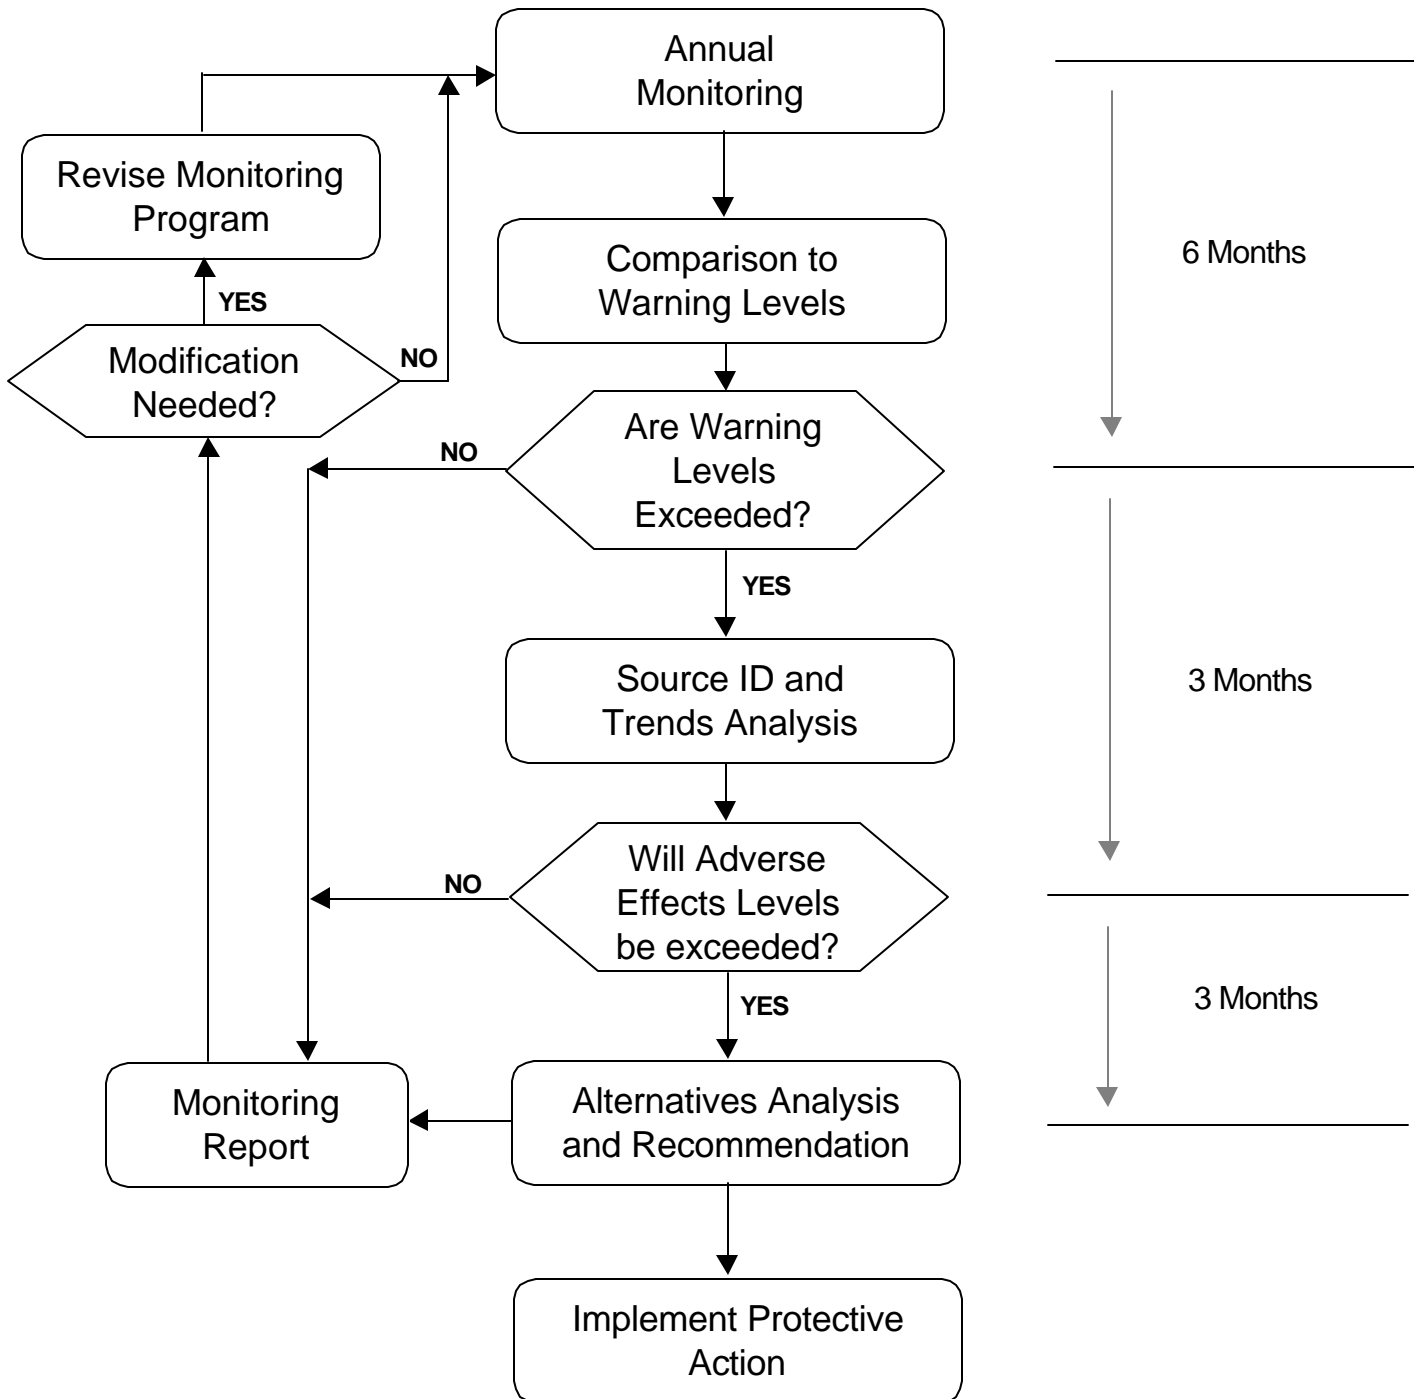 Annual
Monitoring
Revise Monitoring
Program
YES
Modification
Needed?
NO
Comparison to
Warning Levels
6 Months
Are Warning
Levels
Exceeded?
NO
YES
Source ID and
Trends Analysis
3 Months
Will Adverse
Effects Levels
be exceeded?
NO
YES
3 Months
Monitoring
Report
Alternatives Analysis
and Recommendation
Implement Protective
Action